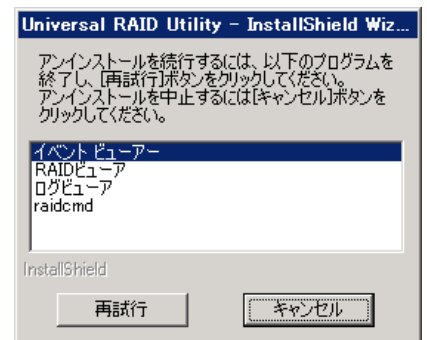 Universal RAID Utility - InstallShield Wiz...
アンインストールを続行するには、以下のプログラムを
終了し、[再試行]ボタンをクリックしてください。
アンインストールを中止するには[キャンセル]ボタンを
クリックしてください。
イベント ビューアー
RAIDビューア
ログビューア
raidcmd
InstallShield
再試行
キャンセル